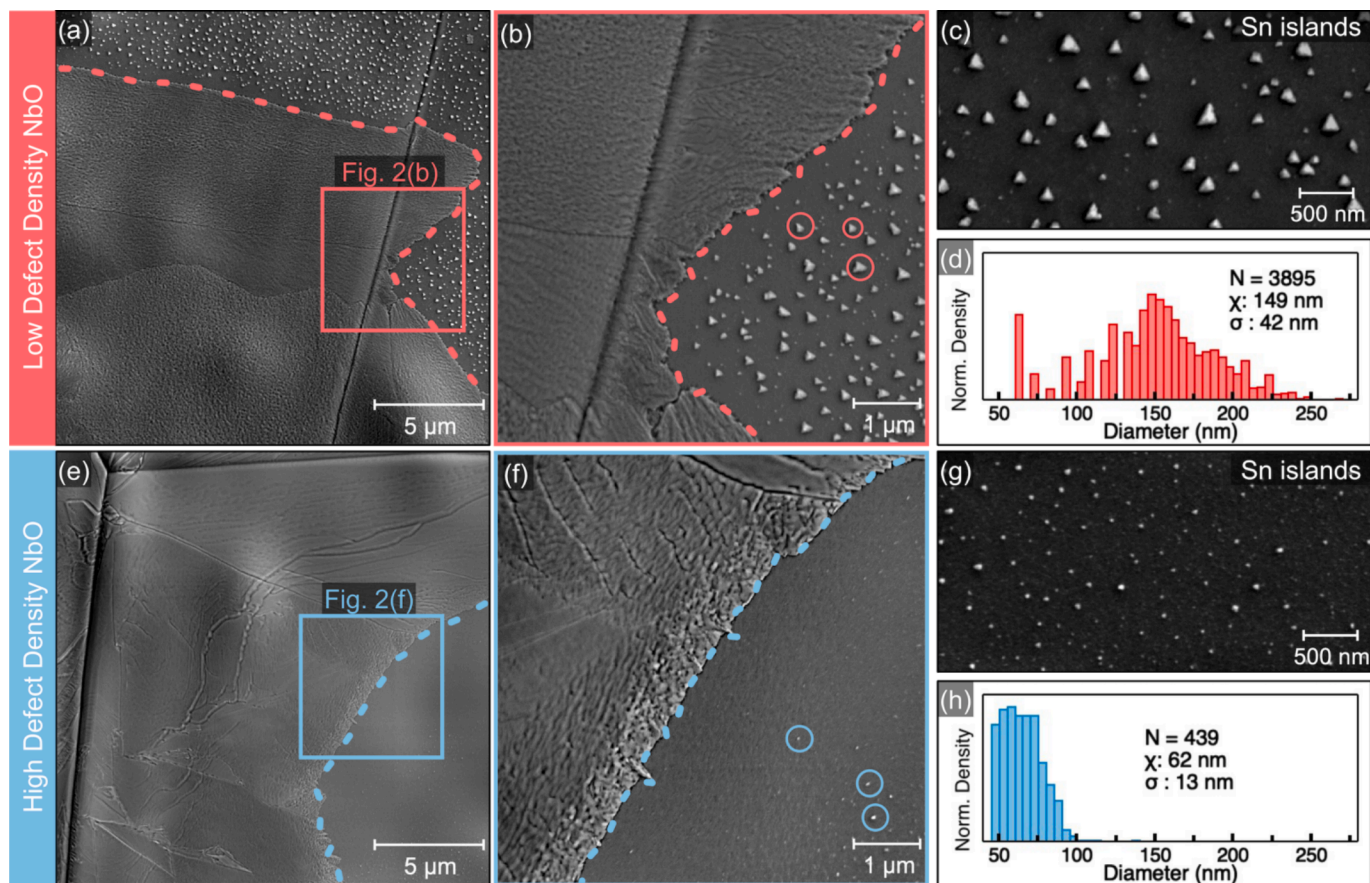 Low Defect Density NbO
(a)
Fig. 2(b)
5 µm
(b)
1 µm
(c)
Sn islands
500 nm
(d)
N = 3895
χ: 149 nm
σ : 42 nm
Norm. Density
50 100 150 200 250
Diameter (nm)
High Defect Density NbO
(e)
Fig. 2(f)
5 µm
(f)
1 µm
(g)
Sn islands
500 nm
(h)
N = 439
χ: 62 nm
σ : 13 nm
Norm. Density
50 100 150 200 250
Diameter (nm)